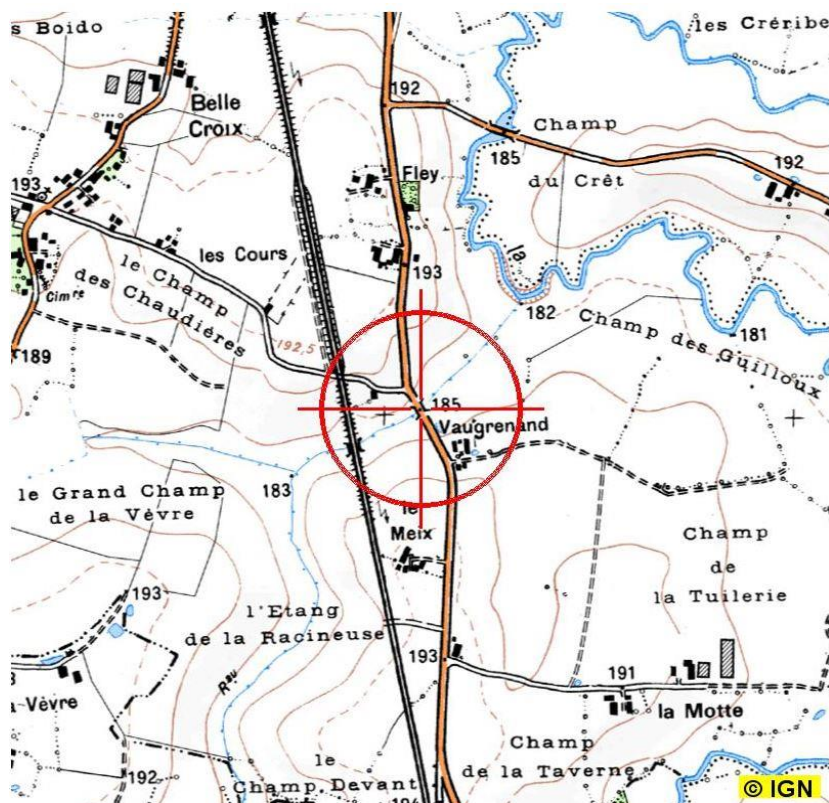 s Boido
les Créribe
192
Belle
Croix
Champ
185
du Crêt
192
193
Fley
les Cours
la
193
le Champ
des Chaudières
Cimre
182
Champ des Guilloux
181
189
192,5
185
Vaugrenand
183
le Grand Champ
de la Vèvre
le
Meix
Champ
de
la Tuilerie
193
l'Etang
de la Racineuse
193
191
la Motte
Rau
a Vèvre
192
le
Champ Devant
Champ
de la Taverne
© IGN